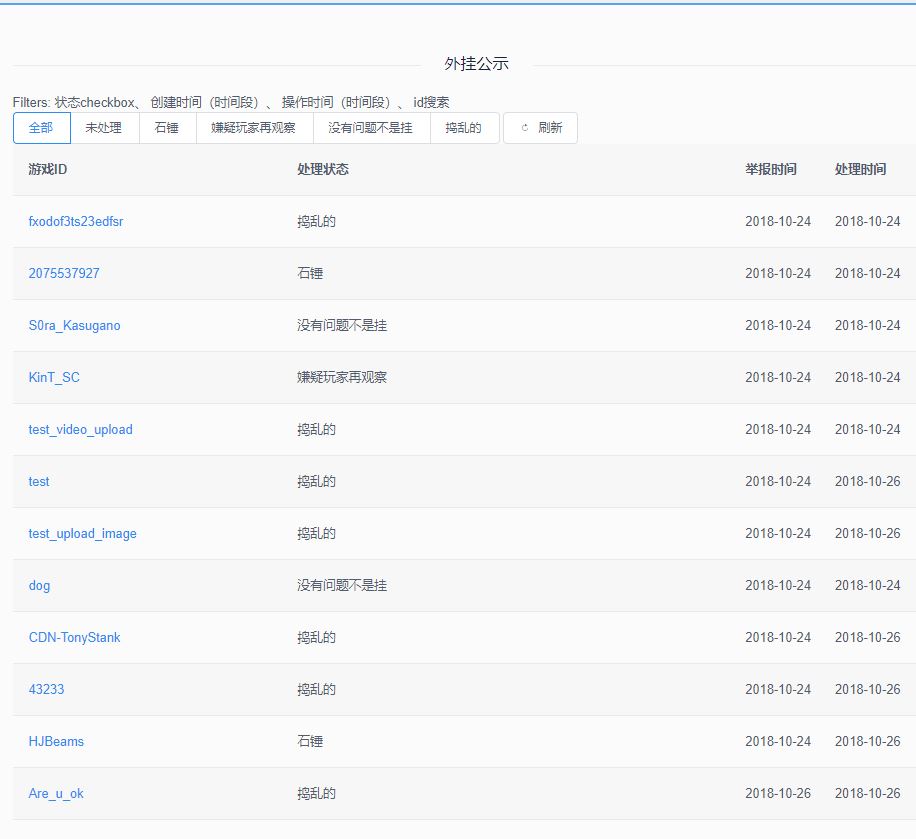 外挂公示
Filters: 状态checkbox、 创建时间（时间段）、 操作时间（时间段）、 id搜索
全部 未处理 石锤 嫌疑玩家再观察 没有问题不是挂 捣乱的 刷新
游戏ID 处理状态 举报时间 处理时间
fxodof3ts23edfsr 捣乱的 2018-10-24 2018-10-24
2075537927 石锤 2018-10-24 2018-10-24
S0ra_Kasugano 没有问题不是挂 2018-10-24 2018-10-24
KinT_SC 嫌疑玩家再观察 2018-10-24 2018-10-24
test_video_upload 捣乱的 2018-10-24 2018-10-24
test 捣乱的 2018-10-24 2018-10-26
test_upload_image 捣乱的 2018-10-24 2018-10-26
dog 没有问题不是挂 2018-10-24 2018-10-24
CDN-TonyStank 捣乱的 2018-10-24 2018-10-26
43233 捣乱的 2018-10-24 2018-10-26
HJBeams 石锤 2018-10-24 2018-10-26
Are_u_ok 捣乱的 2018-10-26 2018-10-26